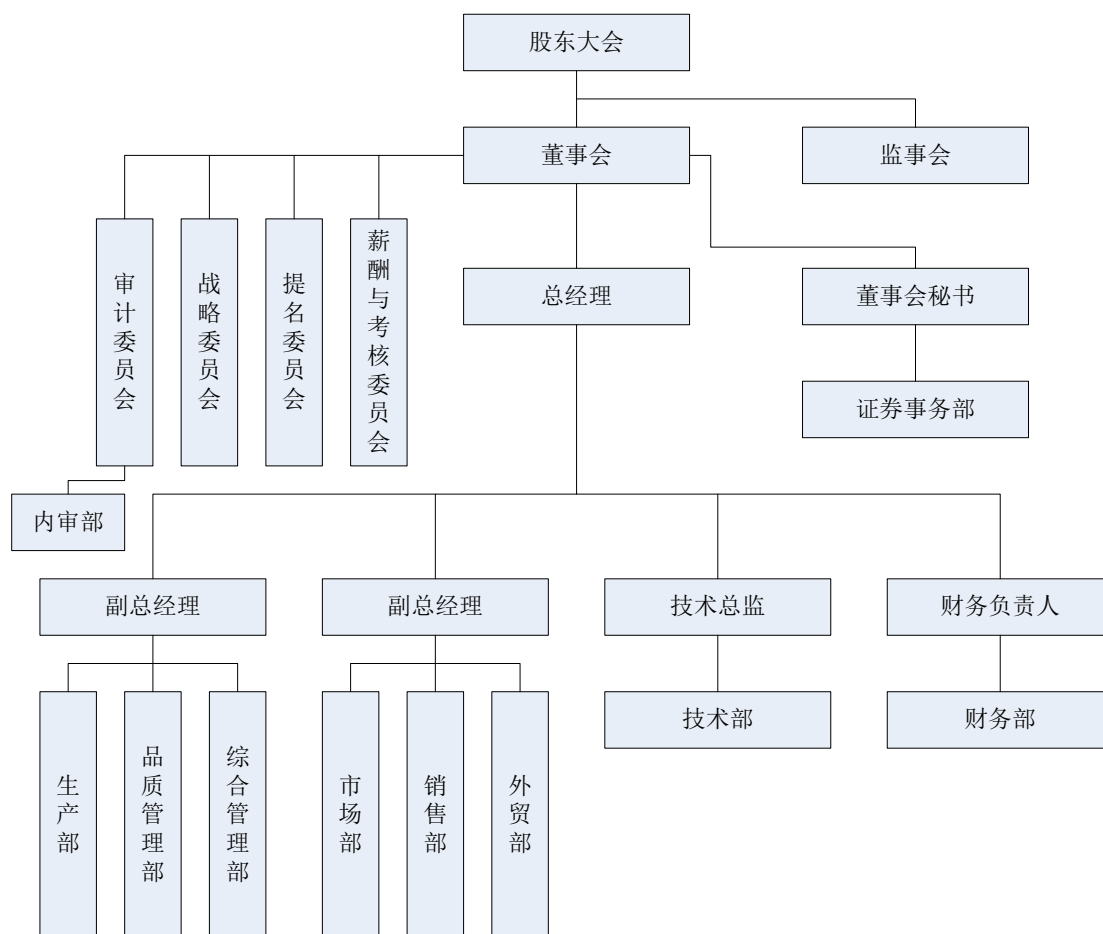 股东大会
董事会
监事会
审计委员会
战略委员会
提名委员会
薪酬与考核委员会
总经理
董事会秘书
证券事务部
内审部
副总经理
副总经理
技术总监
财务负责人
生产部
品质管理部
综合管理部
市场部
销售部
外贸部
技术部
财务部